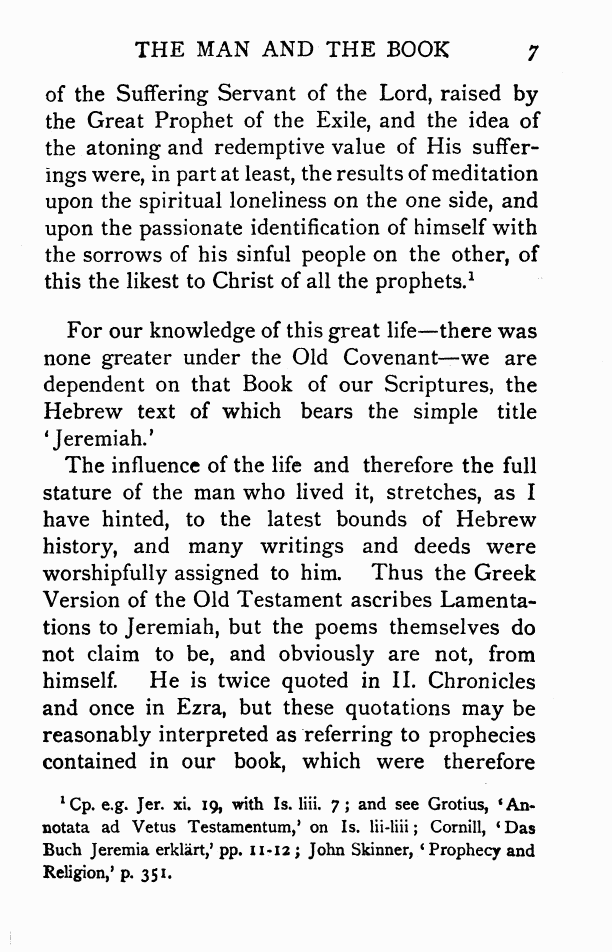 THE MAN AND THE BOOK 7
of the Suffering Servant of the Lord, raised by
the Great Prophet of the Exile, and the idea of
the atoning and redemptive value of His suffer-
ings were, in part at least, the results of meditation
upon the spiritual loneliness on the one side, and
upon the passionate identification of himself with
the sorrows of his sinful people on the other, of
this the likest to Christ of all the prophets.¹
For our knowledge of this great life—there was
none greater under the Old Covenant—we are
dependent on that Book of our Scriptures, the
Hebrew text of which bears the simple title
‘Jeremiah.’
The influence of the life and therefore the full
stature of the man who lived it, stretches, as I
have hinted, to the latest bounds of Hebrew
history, and many writings and deeds were
worshipfully assigned to him. Thus the Greek
Version of the Old Testament ascribes Lamenta-
tions to Jeremiah, but the poems themselves do
not claim to be, and obviously are not, from
himself. He is twice quoted in II. Chronicles
and once in Ezra, but these quotations may be
reasonably interpreted as referring to prophecies
contained in our book, which were therefore
¹ Cp. e.g. Jer. xi. 19, with Is. liii. 7; and see Grotius, ‘An-
notata ad Vetus Testamentum,’ on Is. lii-liii; Cornill, ‘Das
Buch Jeremia erklärt,’ pp. 11-12; John Skinner, ‘Prophecy and
Religion,’ p. 351.